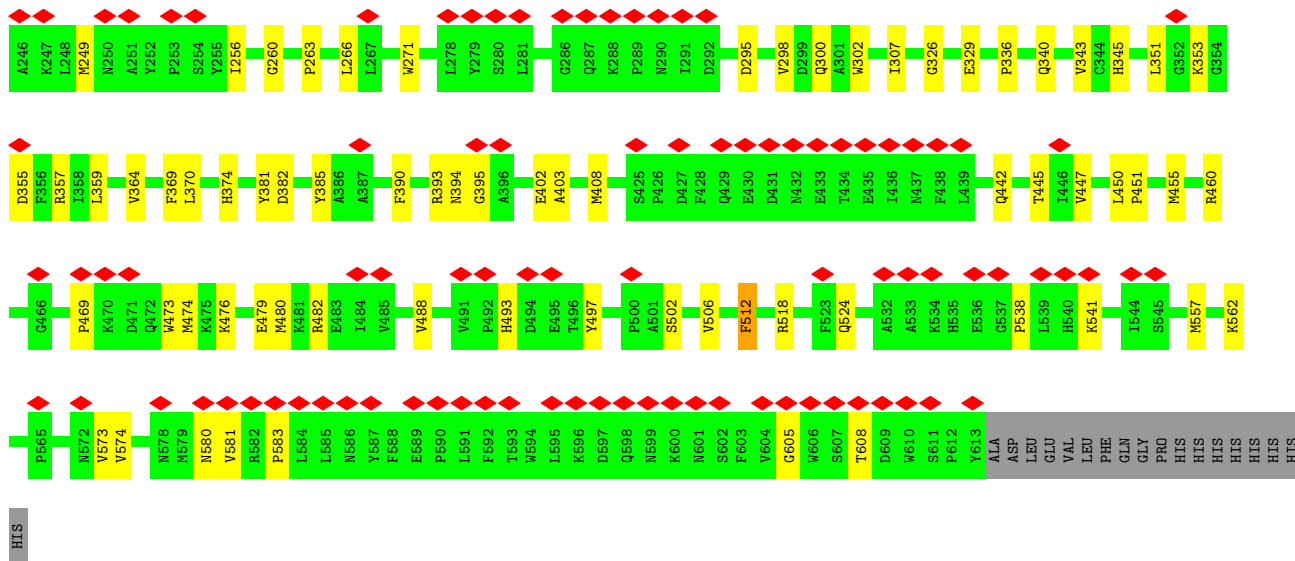 A246 K247 L248 M249 N250 A251 Y252 P253 S254 Y255 I256 G260 P263 L266 L267 W271 L278 Y279 S280 L281 G286 Q287 K288 P289 N290 I291 D292 D295 V298 D299 Q300 A301 W302 I307 G326 E329 P336 Q340 V343 C344 H345 L351 G352 K353 G354
D355 F356 R357 I358 L359 V364 F369 L370 H374 Y381 D382 Y385 A386 A387 F390 R393 N394 G395 A396 E402 A403 M408 S425 P426 D427 F428 Q429 E430 D431 N432 E433 T434 E435 I436 N437 F438 L439 Q442 T445 I446 V447 L450 P451 M455 R460
G466 P469 K470 D471 Q472 W473 M474 K475 K476 E479 M480 K481 R482 E483 I484 V485 V488 V491 P492 H493 D494 E495 T496 Y497 P500 A501 S502 V506 F512 R518 F523 Q524 A532 A533 K534 H535 E536 G537 P538 L539 H540 K541 I544 S545 M557 K562
P565 N572 V573 V574 N578 M579 N580 V581 R582 P583 L584 L585 N586 Y587 F588 E589 P590 L591 F592 T593 W594 L595 K596 D597 Q598 N599 K600 N601 S602 F603 V604 G605 W606 S607 T608 D609 W610 S611 P612 Y613 ALA ASP LEU GLU VAL LEU PHE GLN GLY PRO HIS HIS HIS HIS HIS HIS HIS
HIS